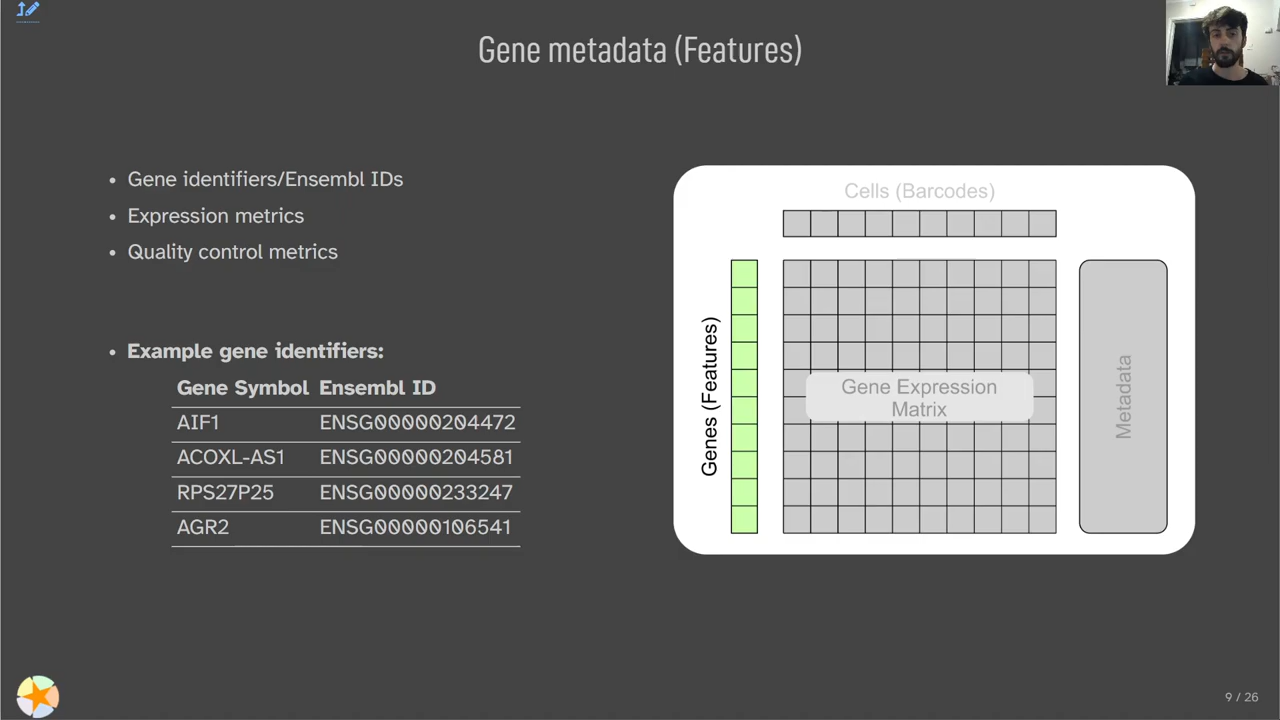 Gene metadata (Features)
Gene identifiers/Ensembl IDs
Expression metrics
Quality control metrics
Example gene identifiers:
Gene Symbol Ensembl ID
AIF1 ENSG00000204472
ACOXL-AS1 ENSG00000204581
RPS27P25 ENSG00000233247
AGR2 ENSG00000106541
Cells (Barcodes)
Genes (Features)
Gene Expression
Matrix
Metadata
9 / 26